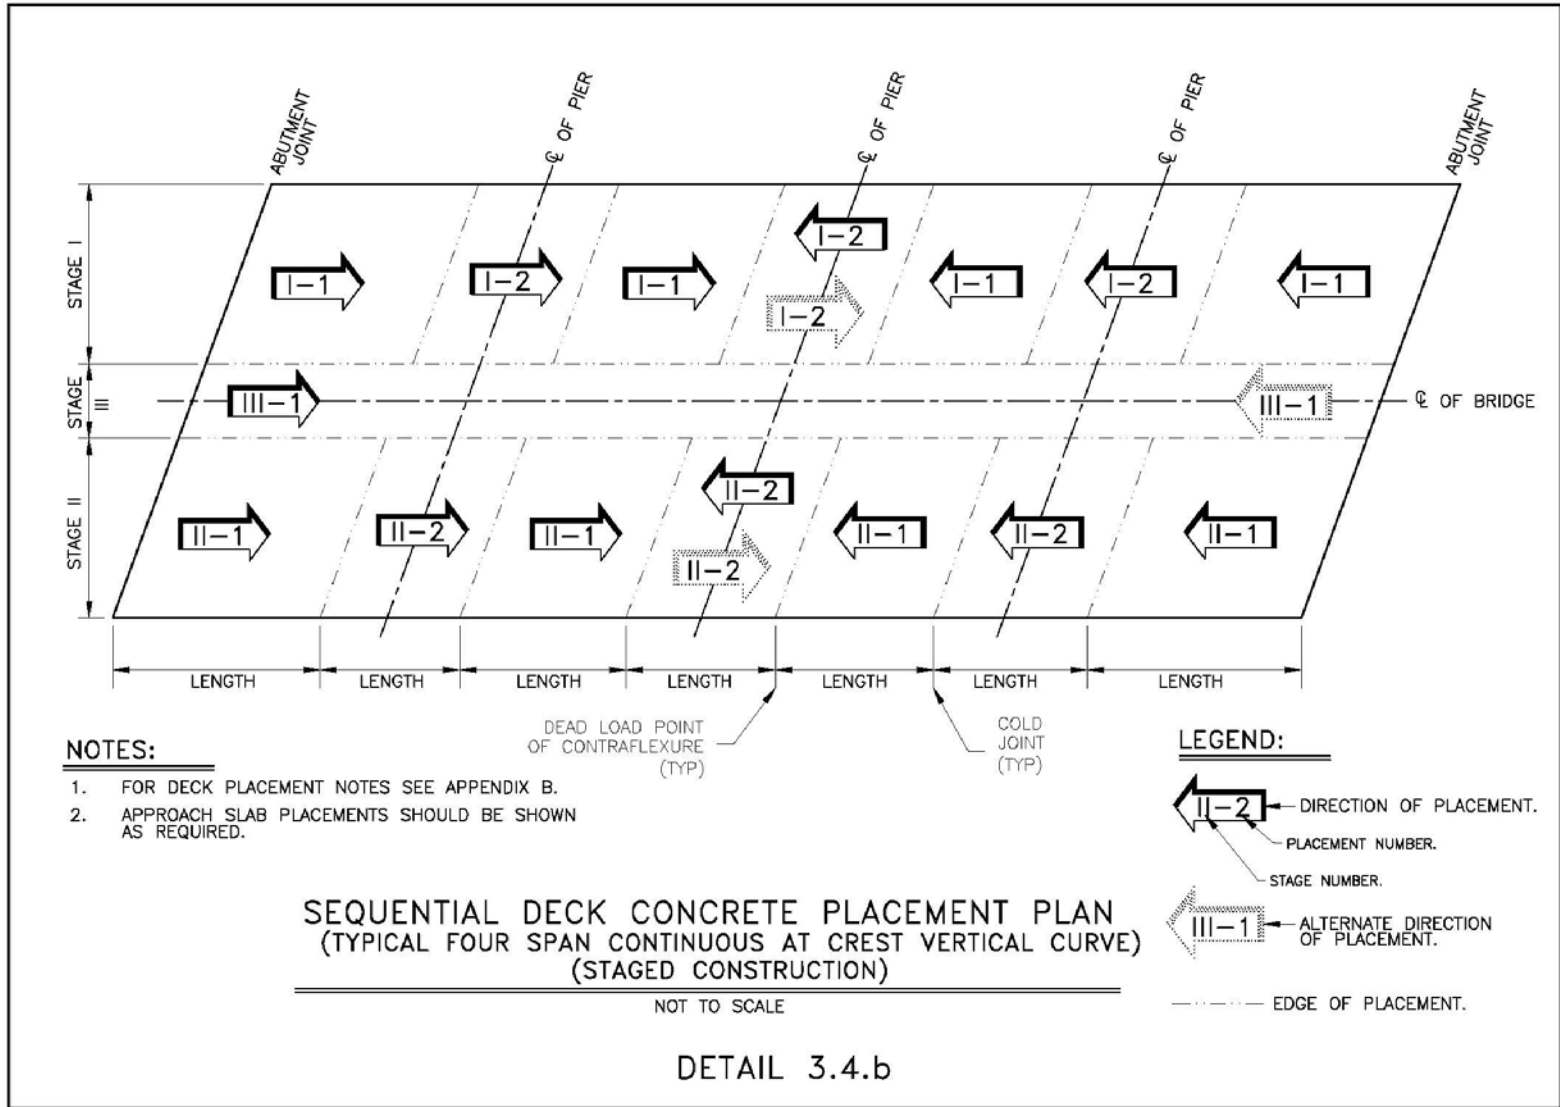 ABUTMENT
JOINT
℄ OF PIER
℄ OF PIER
℄ OF PIER
ABUTMENT
JOINT
STAGE I
I-1
I-2
I-1
I-2
I-2
I-1
I-2
I-1
STAGE
III
III-1
III-1
℄ OF BRIDGE
STAGE II
II-1
II-2
II-1
II-2
II-2
II-1
II-2
II-1
LENGTH
LENGTH
LENGTH
LENGTH
LENGTH
LENGTH
LENGTH
DEAD LOAD POINT
OF CONTRAFLEXURE
(TYP)
COLD
JOINT
(TYP)
NOTES:
1. FOR DECK PLACEMENT NOTES SEE APPENDIX B.
2. APPROACH SLAB PLACEMENTS SHOULD BE SHOWN
AS REQUIRED.
LEGEND:
II-2
DIRECTION OF PLACEMENT.
PLACEMENT NUMBER.
STAGE NUMBER.
III-1
ALTERNATE DIRECTION
OF PLACEMENT.
EDGE OF PLACEMENT.
SEQUENTIAL DECK CONCRETE PLACEMENT PLAN
(TYPICAL FOUR SPAN CONTINUOUS AT CREST VERTICAL CURVE)
(STAGED CONSTRUCTION)
NOT TO SCALE
DETAIL 3.4.b